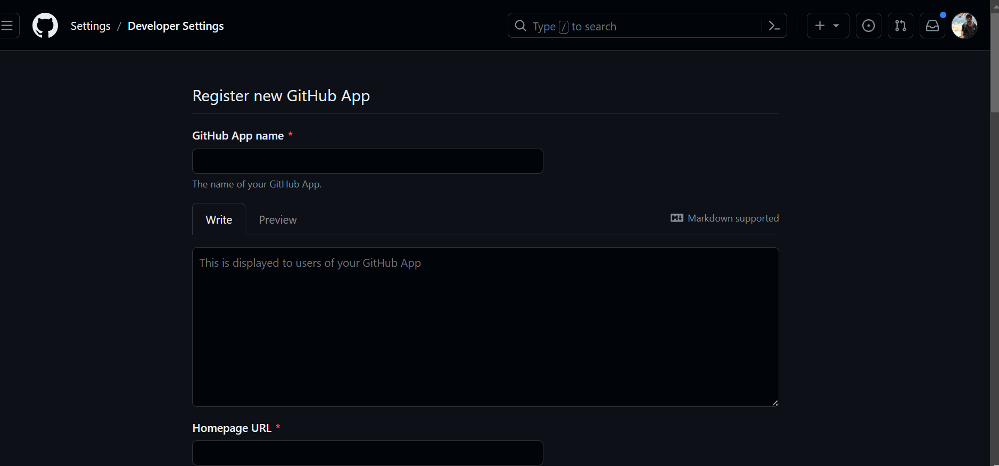 Settings / Developer Settings
Type / to search
Register new GitHub App
GitHub App name *
The name of your GitHub App.
Write Preview Markdown supported
This is displayed to users of your GitHub App
Homepage URL *